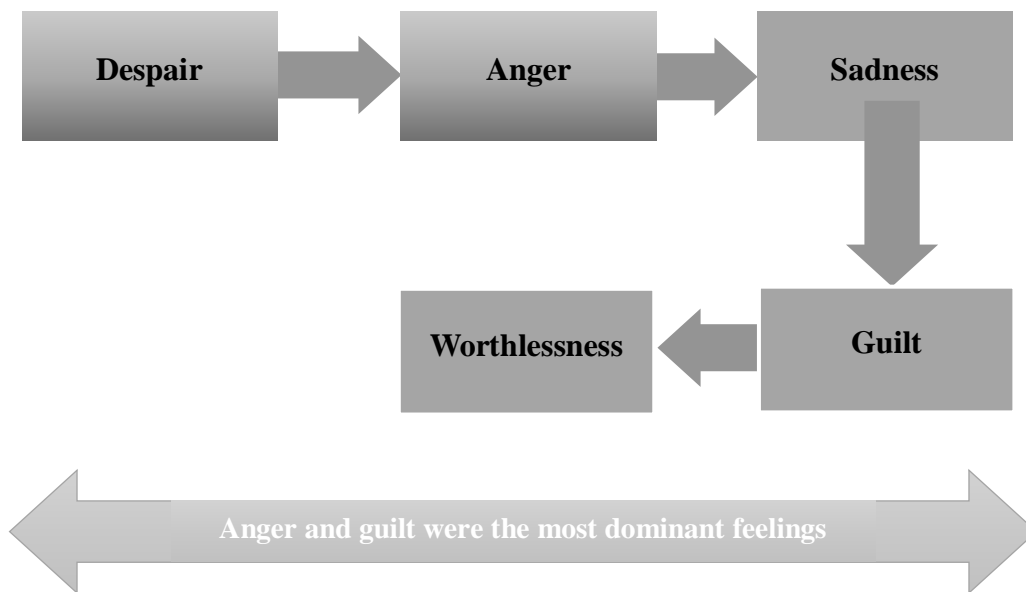 Despair
Anger
Sadness
Guilt
Worthlessness
Anger and guilt were the most dominant feelings